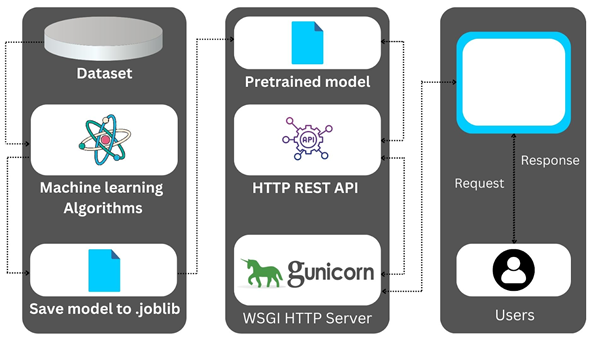 Dataset
Machine learning
Algorithms
Save model to .joblib
Pretrained model
API
HTTP REST API
gunicorn
WSGI HTTP Server
Response
Request
Users